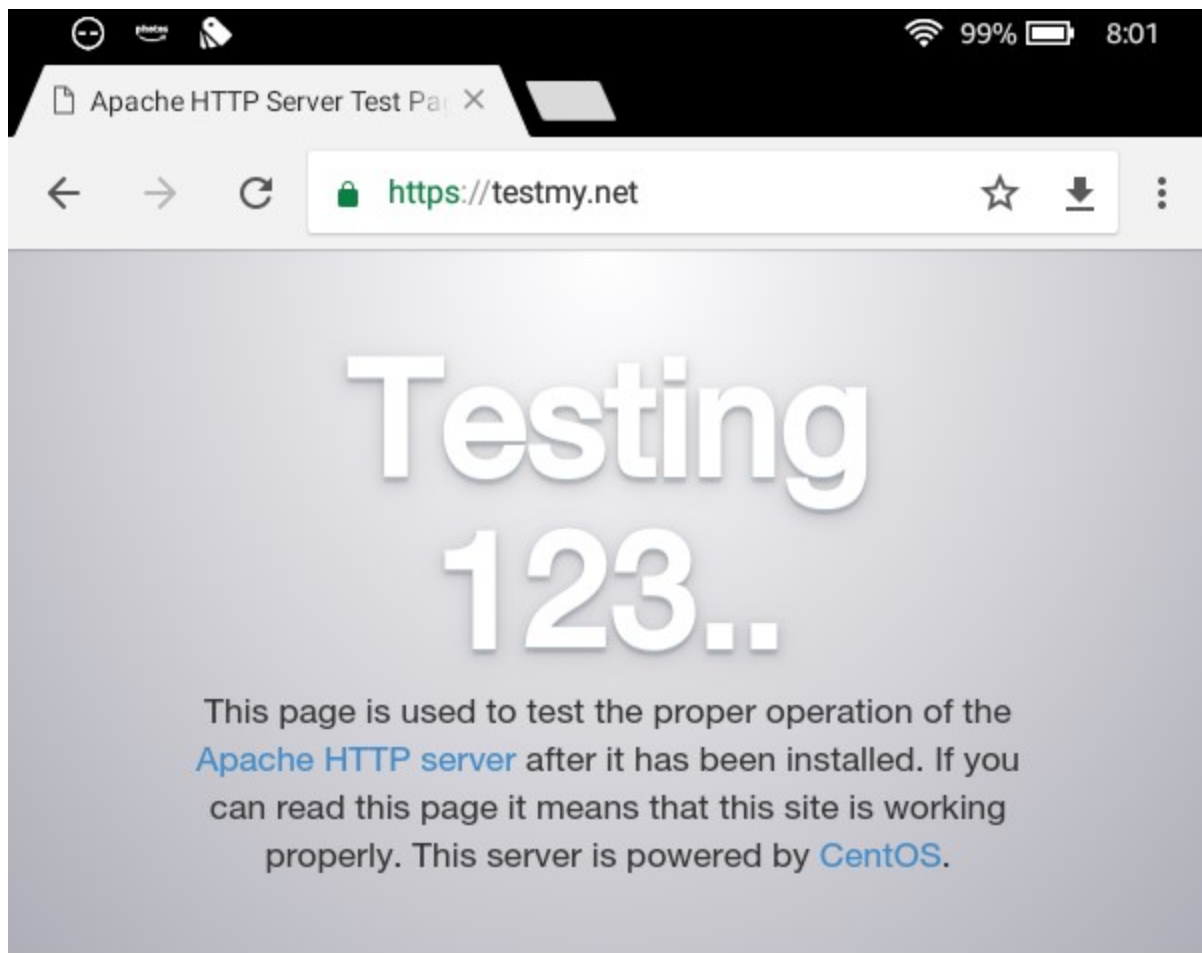 photos
99%
8:01
Apache HTTP Server Test Pa
https://testmy.net
Testing
123..
This page is used to test the proper operation of the
Apache HTTP server after it has been installed. If you
can read this page it means that this site is working
properly. This server is powered by CentOS.